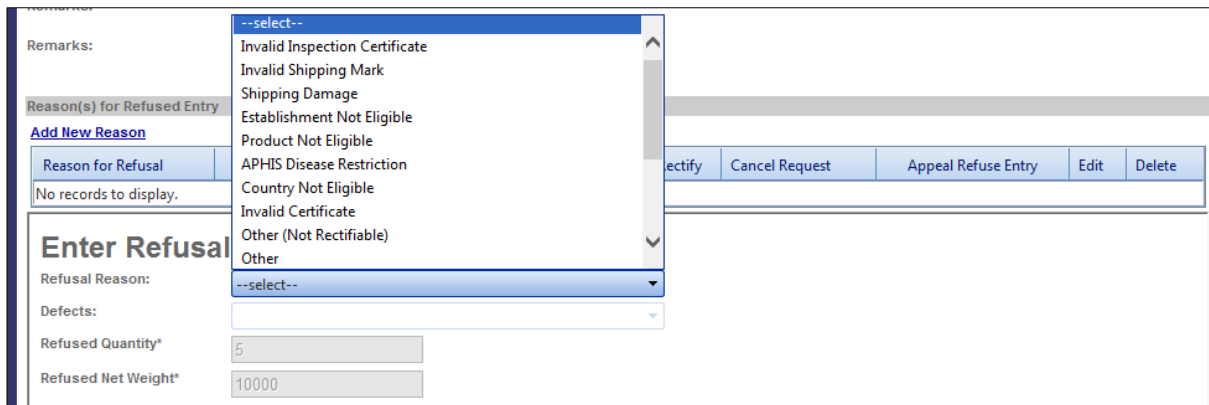 --select--
Remarks:
Invalid Inspection Certificate
Invalid Shipping Mark
Shipping Damage
Reason(s) for Refused Entry
Establishment Not Eligible
Add New Reason
Product Not Eligible
Reason for Refusal
APHIS Disease Restriction
ectify
Cancel Request
Appeal Refuse Entry
Edit
Delete
No records to display.
Country Not Eligible
Invalid Certificate
Other (Not Rectifiable)
Other
Enter Refusal
Refusal Reason:
--select--
Defects:
Refused Quantity*
5
Refused Net Weight*
10000